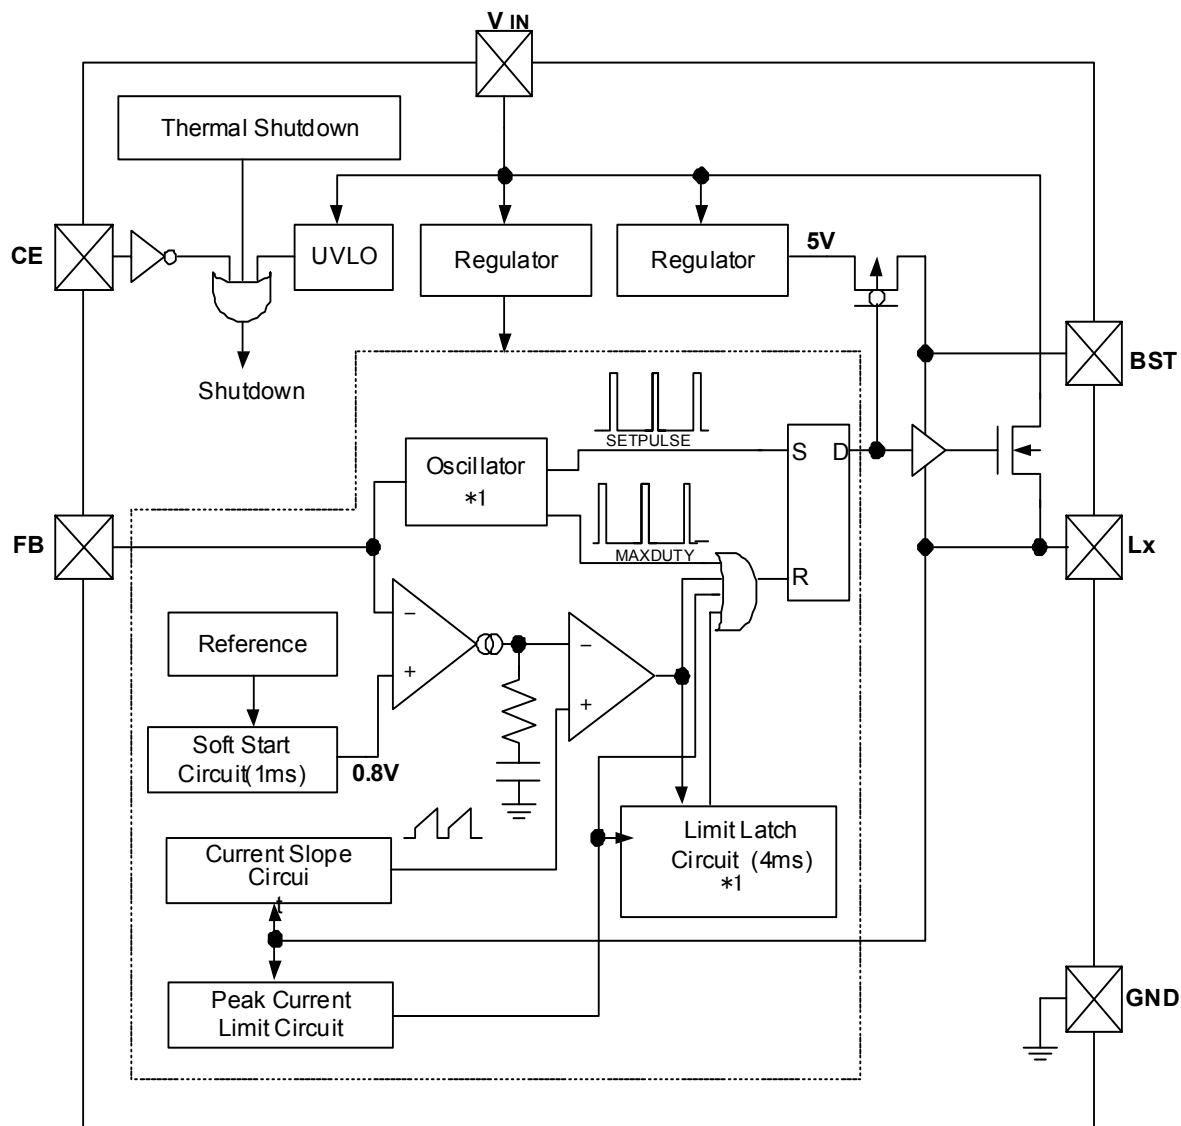 V IN
Thermal Shutdown
CE
UVLO
Regulator
Regulator
5V
BST
Shutdown
SETPULSE
S D
Oscillator
*1
FB
MAXDUTY
Lx
R
−
+
Reference
−
+
Soft Start
Circuit(1ms)
0.8V
Limit Latch
Circuit (4ms)
*1
Current Slope
Circui
t
Peak Current
Limit Circuit
GND